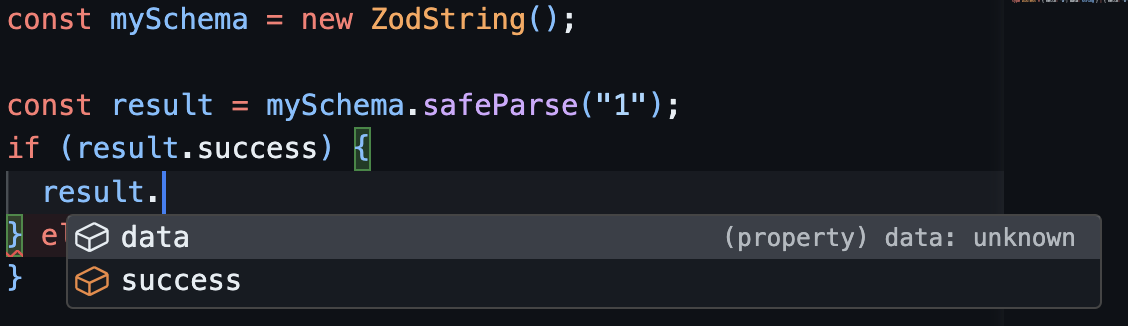 const mySchema = new ZodString();
const result = mySchema.safeParse("1");
if (result.success) {
result.
} el
data (property) data: unknown
success
}